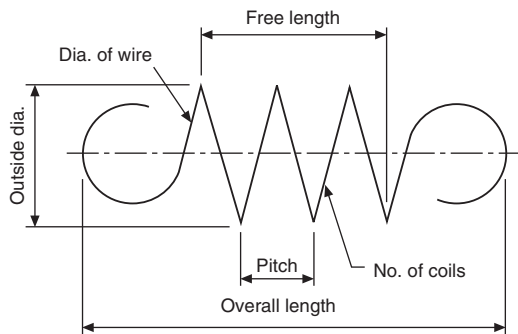 Free length
Dia. of wire
Outside dia.
Pitch
No. of coils
Overall length